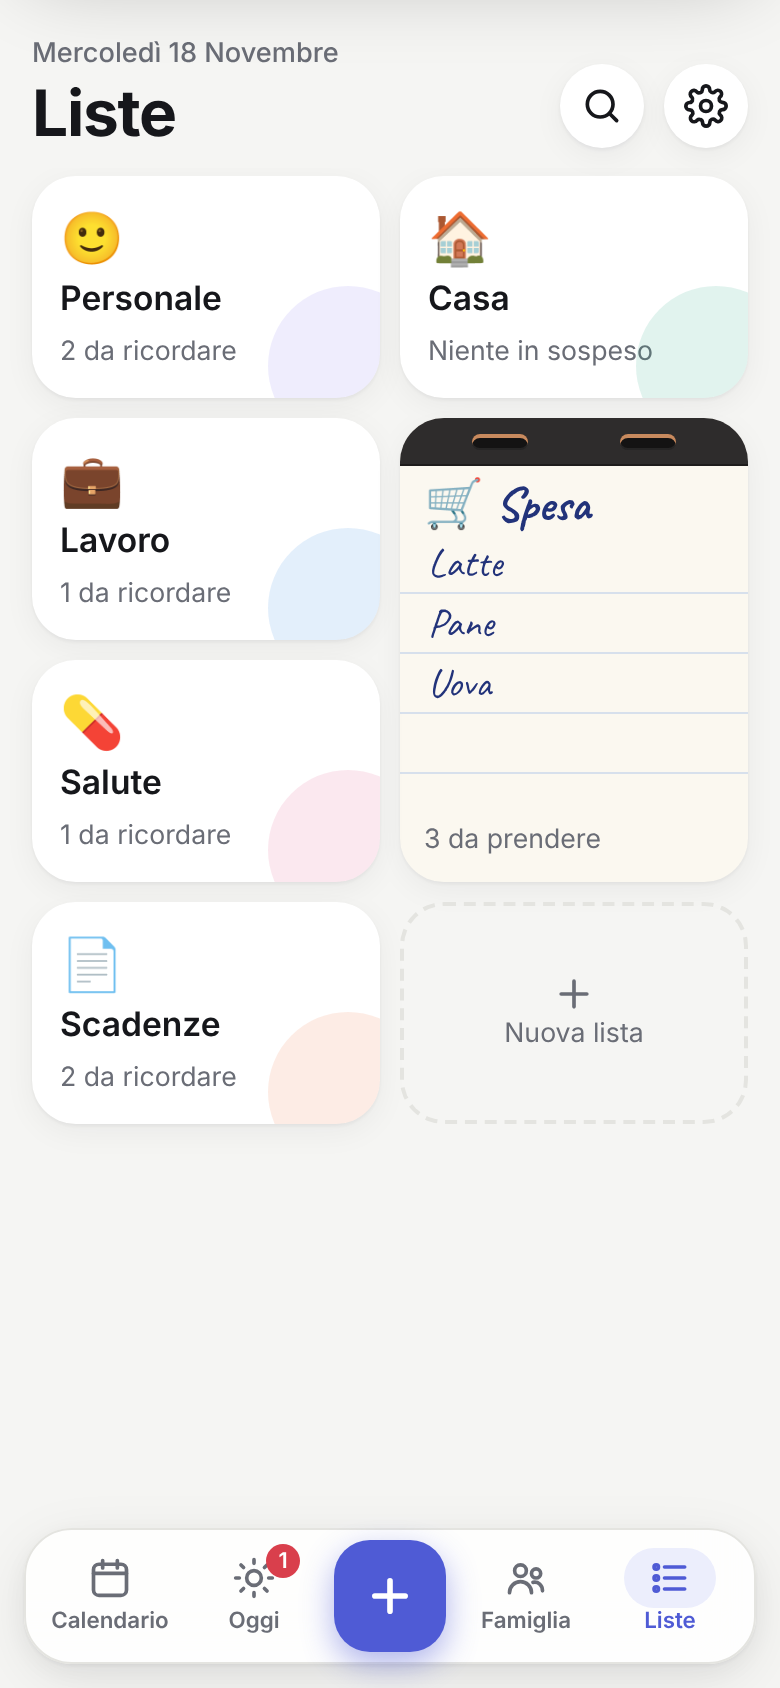 Mercoledì 18 Novembre
Liste
Personale
2 da ricordare
Casa
Niente in sospeso
Lavoro
1 da ricordare
Spesa
Latte
Pane
Uova
3 da prendere
Salute
1 da ricordare
Scadenze
2 da ricordare
Nuova lista
Calendario
1
Oggi
Famiglia
Liste